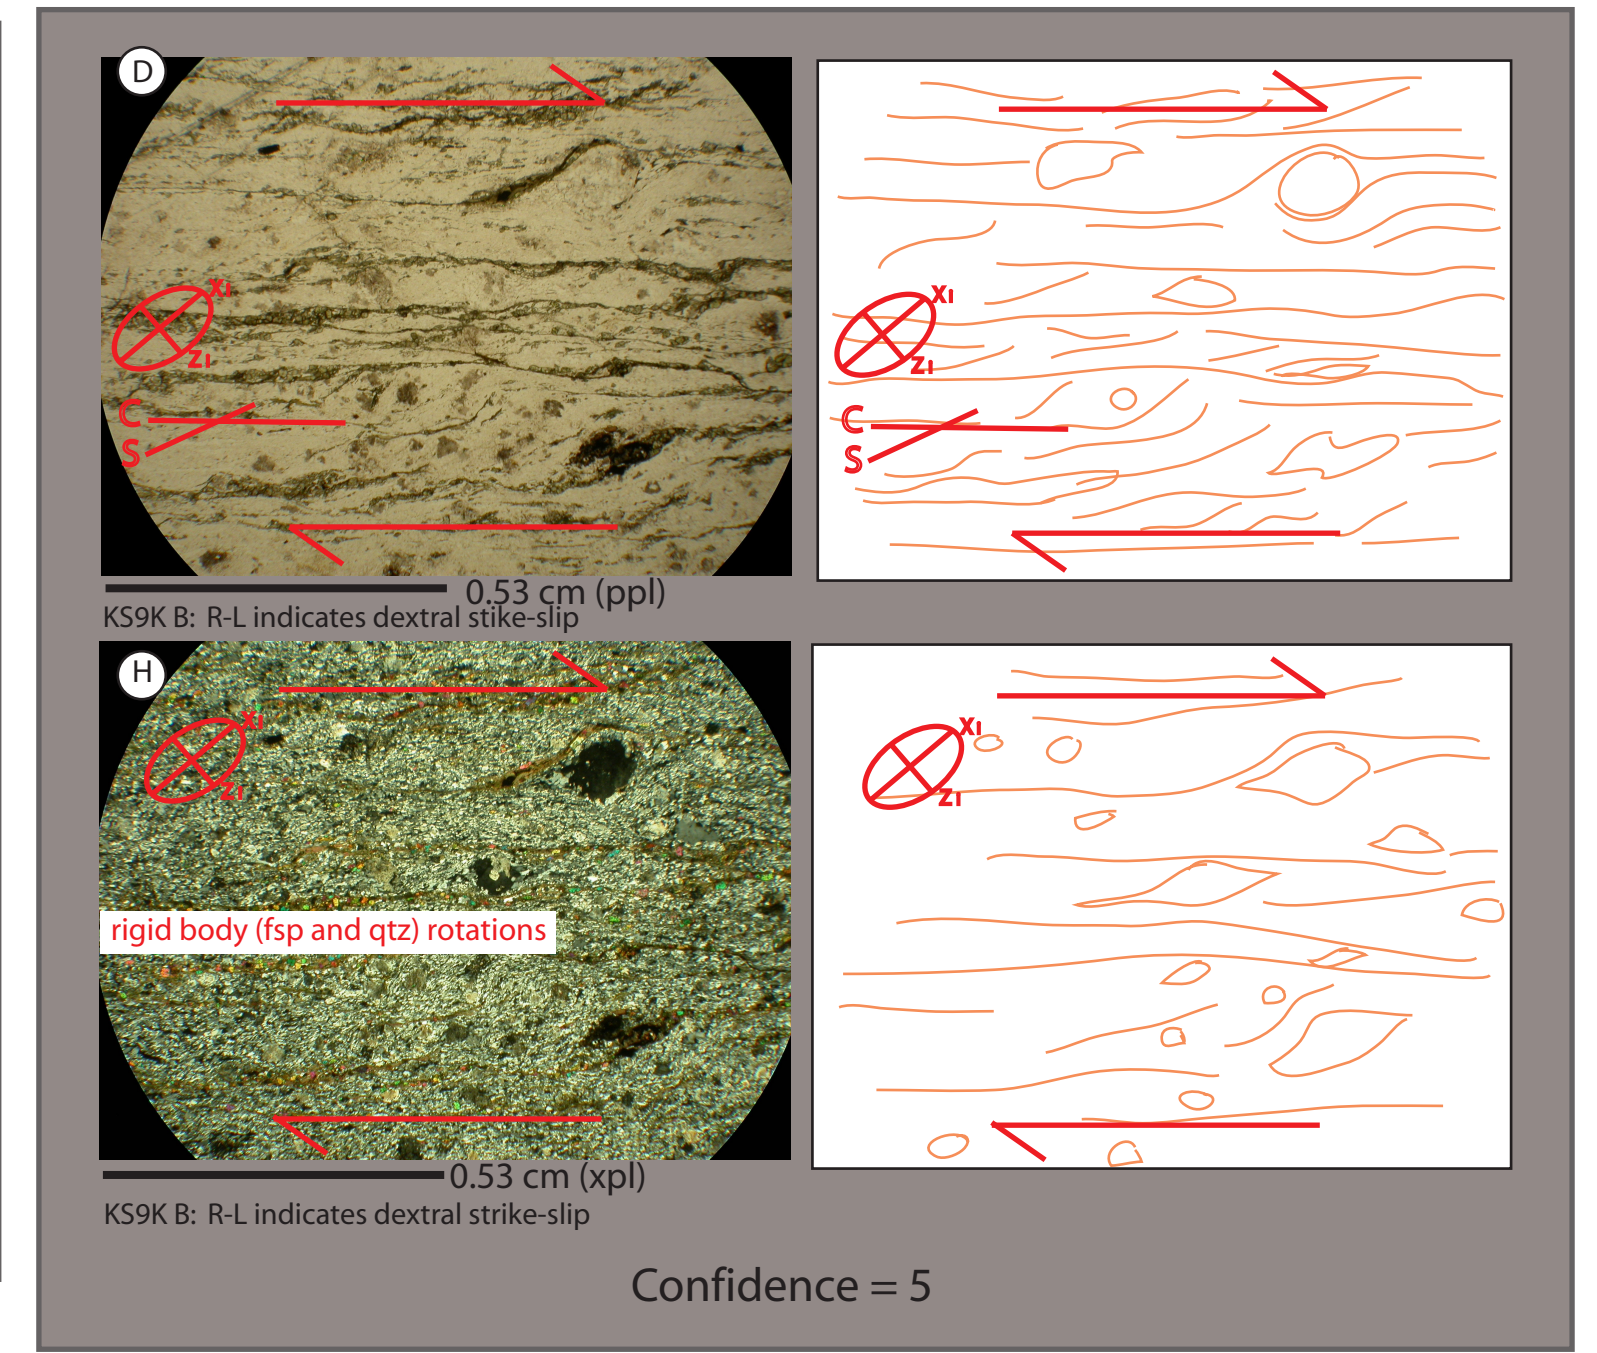 D
X1
Z1
C
S
X1
Z1
C
S
0.53 cm (ppl)
KS9K B: R-L indicates dextral stike-slip
H
X1
Z1
X1
Z1
rigid body (fsp and qtz) rotations
0.53 cm (xpl)
KS9K B: R-L indicates dextral strike-slip
Confidence = 5